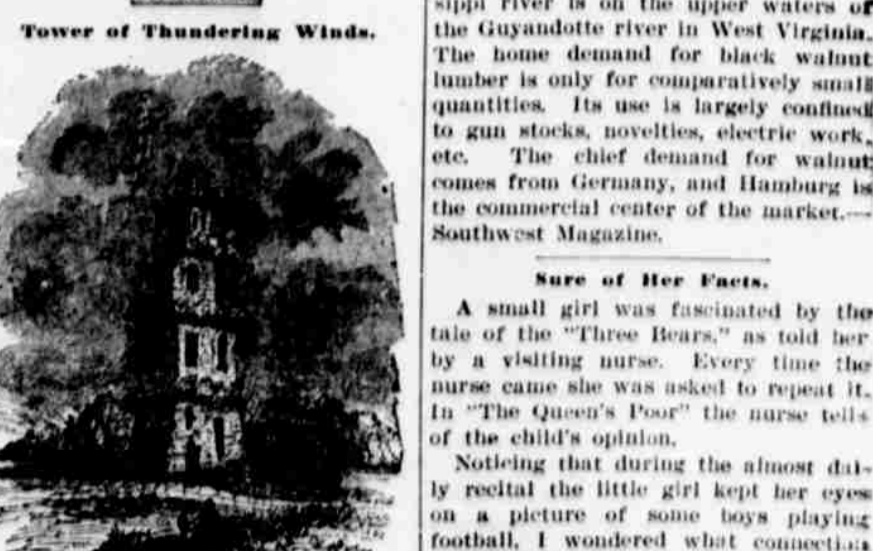 Tower of Thundering Winds.
sippi river is on the upper waters of
the Guyandotte river in West Virginia.
The home demand for black walnut
lumber is only for comparatively small
quantities. Its use is largely confined
to gun stocks, novelties, electric work,
etc. The chief demand for walnut
comes from Germany, and Hamburg is
the commercial center of the market.—
Southwest Magazine.
Sure of Her Facts.
A small girl was fascinated by the
tale of the "Three Bears," as told her
by a visiting nurse. Every time the
nurse came she was asked to repeat it.
In "The Queen's Poor" the nurse tells
of the child's opinion.
Noticing that during the almost dai-
ly recital the little girl kept her eyes
on a picture of some boys playing
football, I wondered what connection